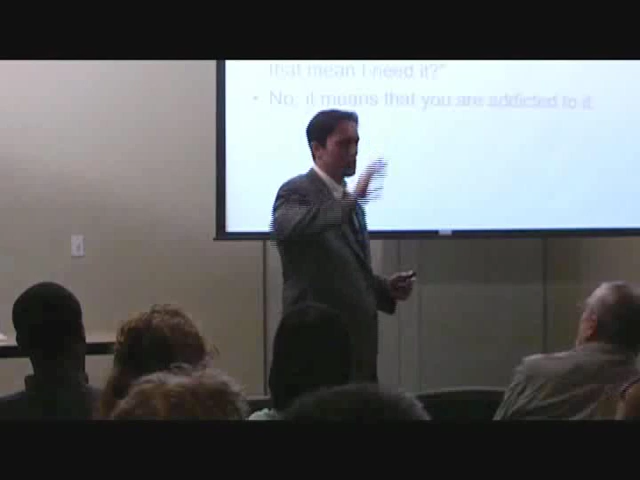 that mean I need it?"
• No, it means that you are addicted to it.